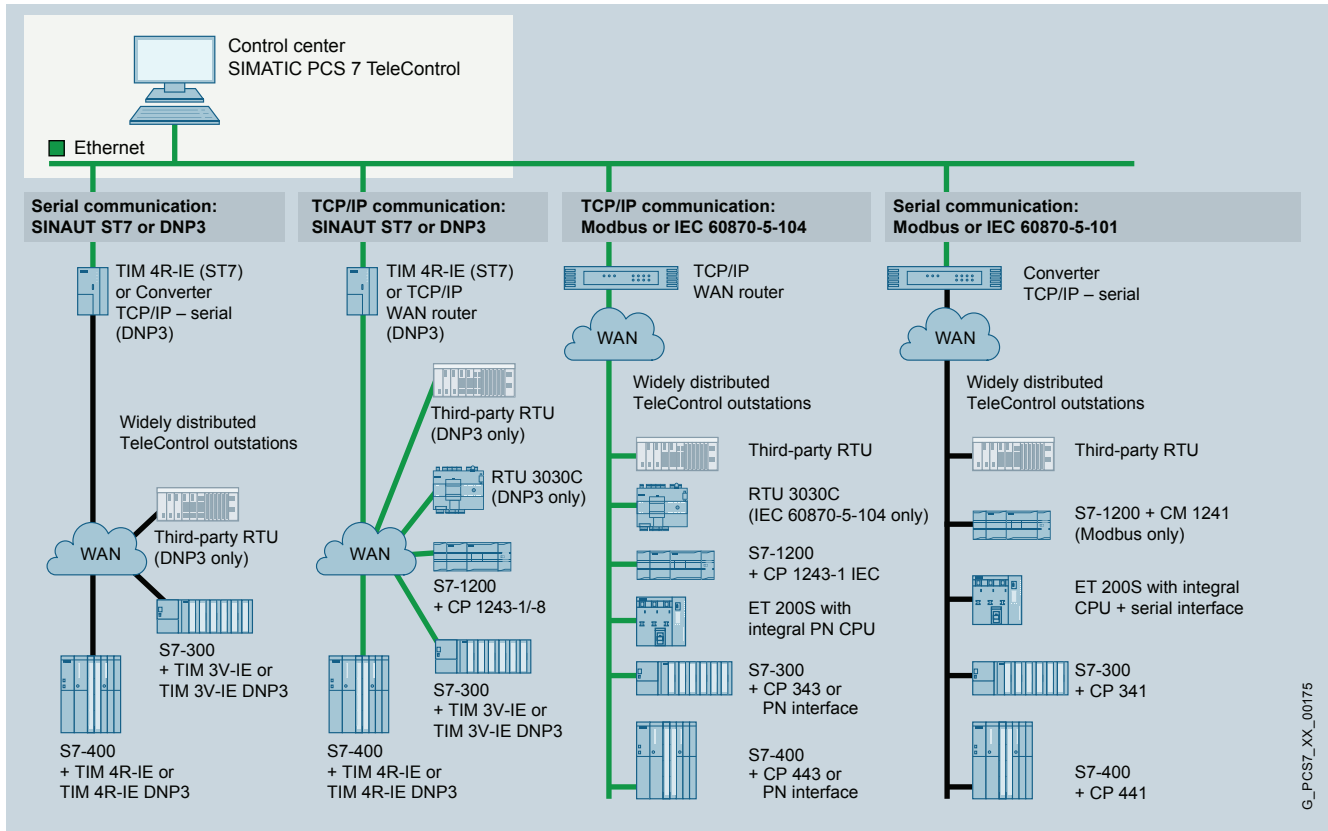 Control center
SIMATIC PCS 7 TeleControl
Ethernet
Serial communication:
SINAUT ST7 or DNP3
TIM 4R-IE (ST7)
or Converter
TCP/IP – serial
(DNP3)
Widely distributed
TeleControl outstations
WAN
Third-party RTU
(DNP3 only)
S7-300
+ TIM 3V-IE or
TIM 3V-IE DNP3
S7-400
+ TIM 4R-IE or
TIM 4R-IE DNP3
TCP/IP communication:
SINAUT ST7 or DNP3
TIM 4R-IE (ST7)
or TCP/IP
WAN router
(DNP3)
Third-party RTU
(DNP3 only)
RTU 3030C
(DNP3 only)
WAN
S7-1200
+ CP 1243-1/-8
S7-300
+ TIM 3V-IE or
TIM 3V-IE DNP3
S7-400
+ TIM 4R-IE or
TIM 4R-IE DNP3
TCP/IP communication:
Modbus or IEC 60870-5-104
TCP/IP
WAN router
WAN
Widely distributed
TeleControl outstations
Third-party RTU
RTU 3030C
(IEC 60870-5-104 only)
S7-1200
+ CP 1243-1 IEC
ET 200S with
integral PN CPU
S7-300
+ CP 343 or
PN interface
S7-400
+ CP 443 or
PN interface
Serial communication:
Modbus or IEC 60870-5-101
Converter
TCP/IP – serial
WAN
Widely distributed
TeleControl outstations
Third-party RTU
S7-1200 + CM 1241
(Modbus only)
ET 200S with integral
CPU + serial interface
S7-300
+ CP 341
S7-400
+ CP 441
G_PCS7_XX_00175